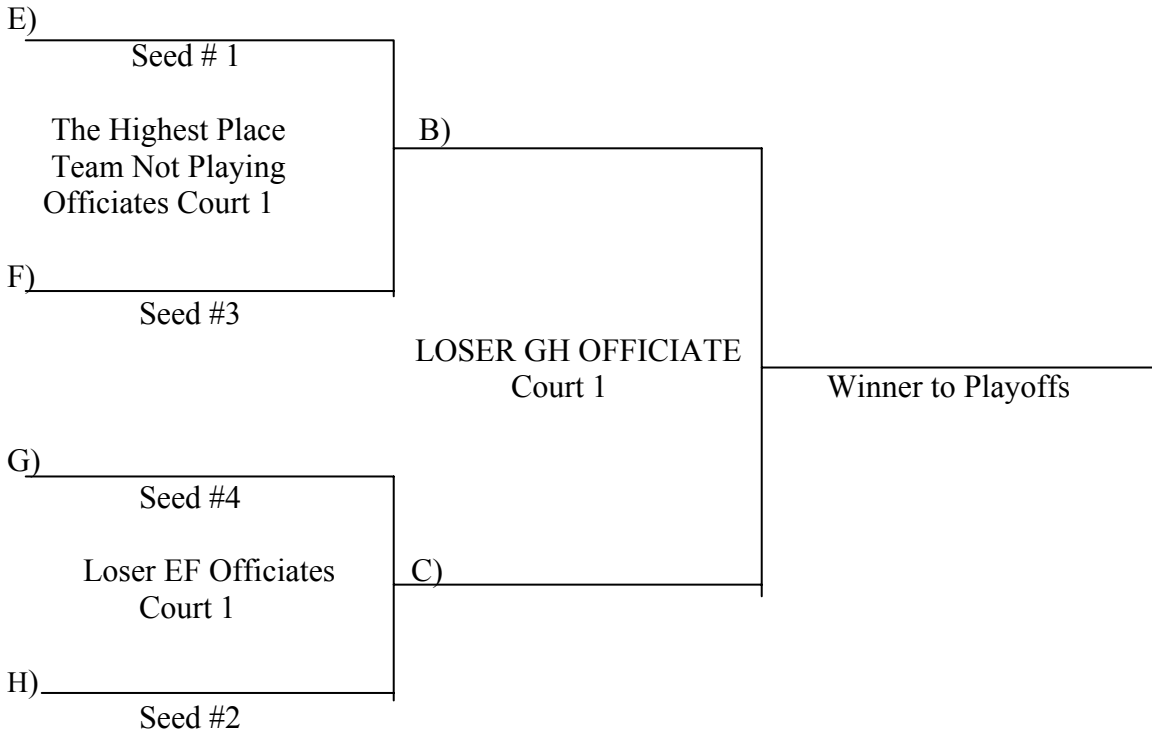 E)
Seed # 1
The Highest Place
Team Not Playing
Officiates Court 1
B)
F)
Seed #3
LOSER GH OFFICIATE
Court 1
Winner to Playoffs
G)
Seed #4
Loser EF Officiates
Court 1
C)
H)
Seed #2